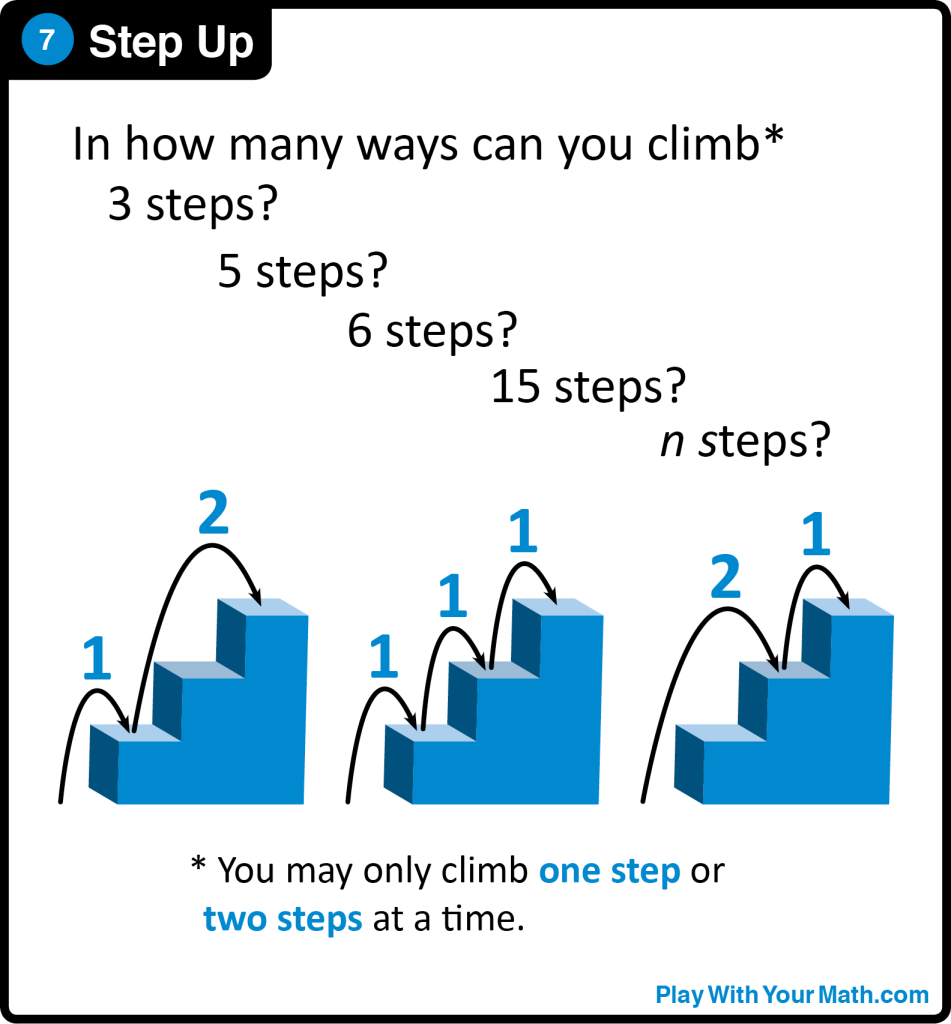 7 Step Up
In how many ways can you climb*
3 steps?
5 steps?
6 steps?
15 steps?
n steps?
1 2
1 1 1
2 1
* You may only climb one step or
two steps at a time.
Play With Your Math.com